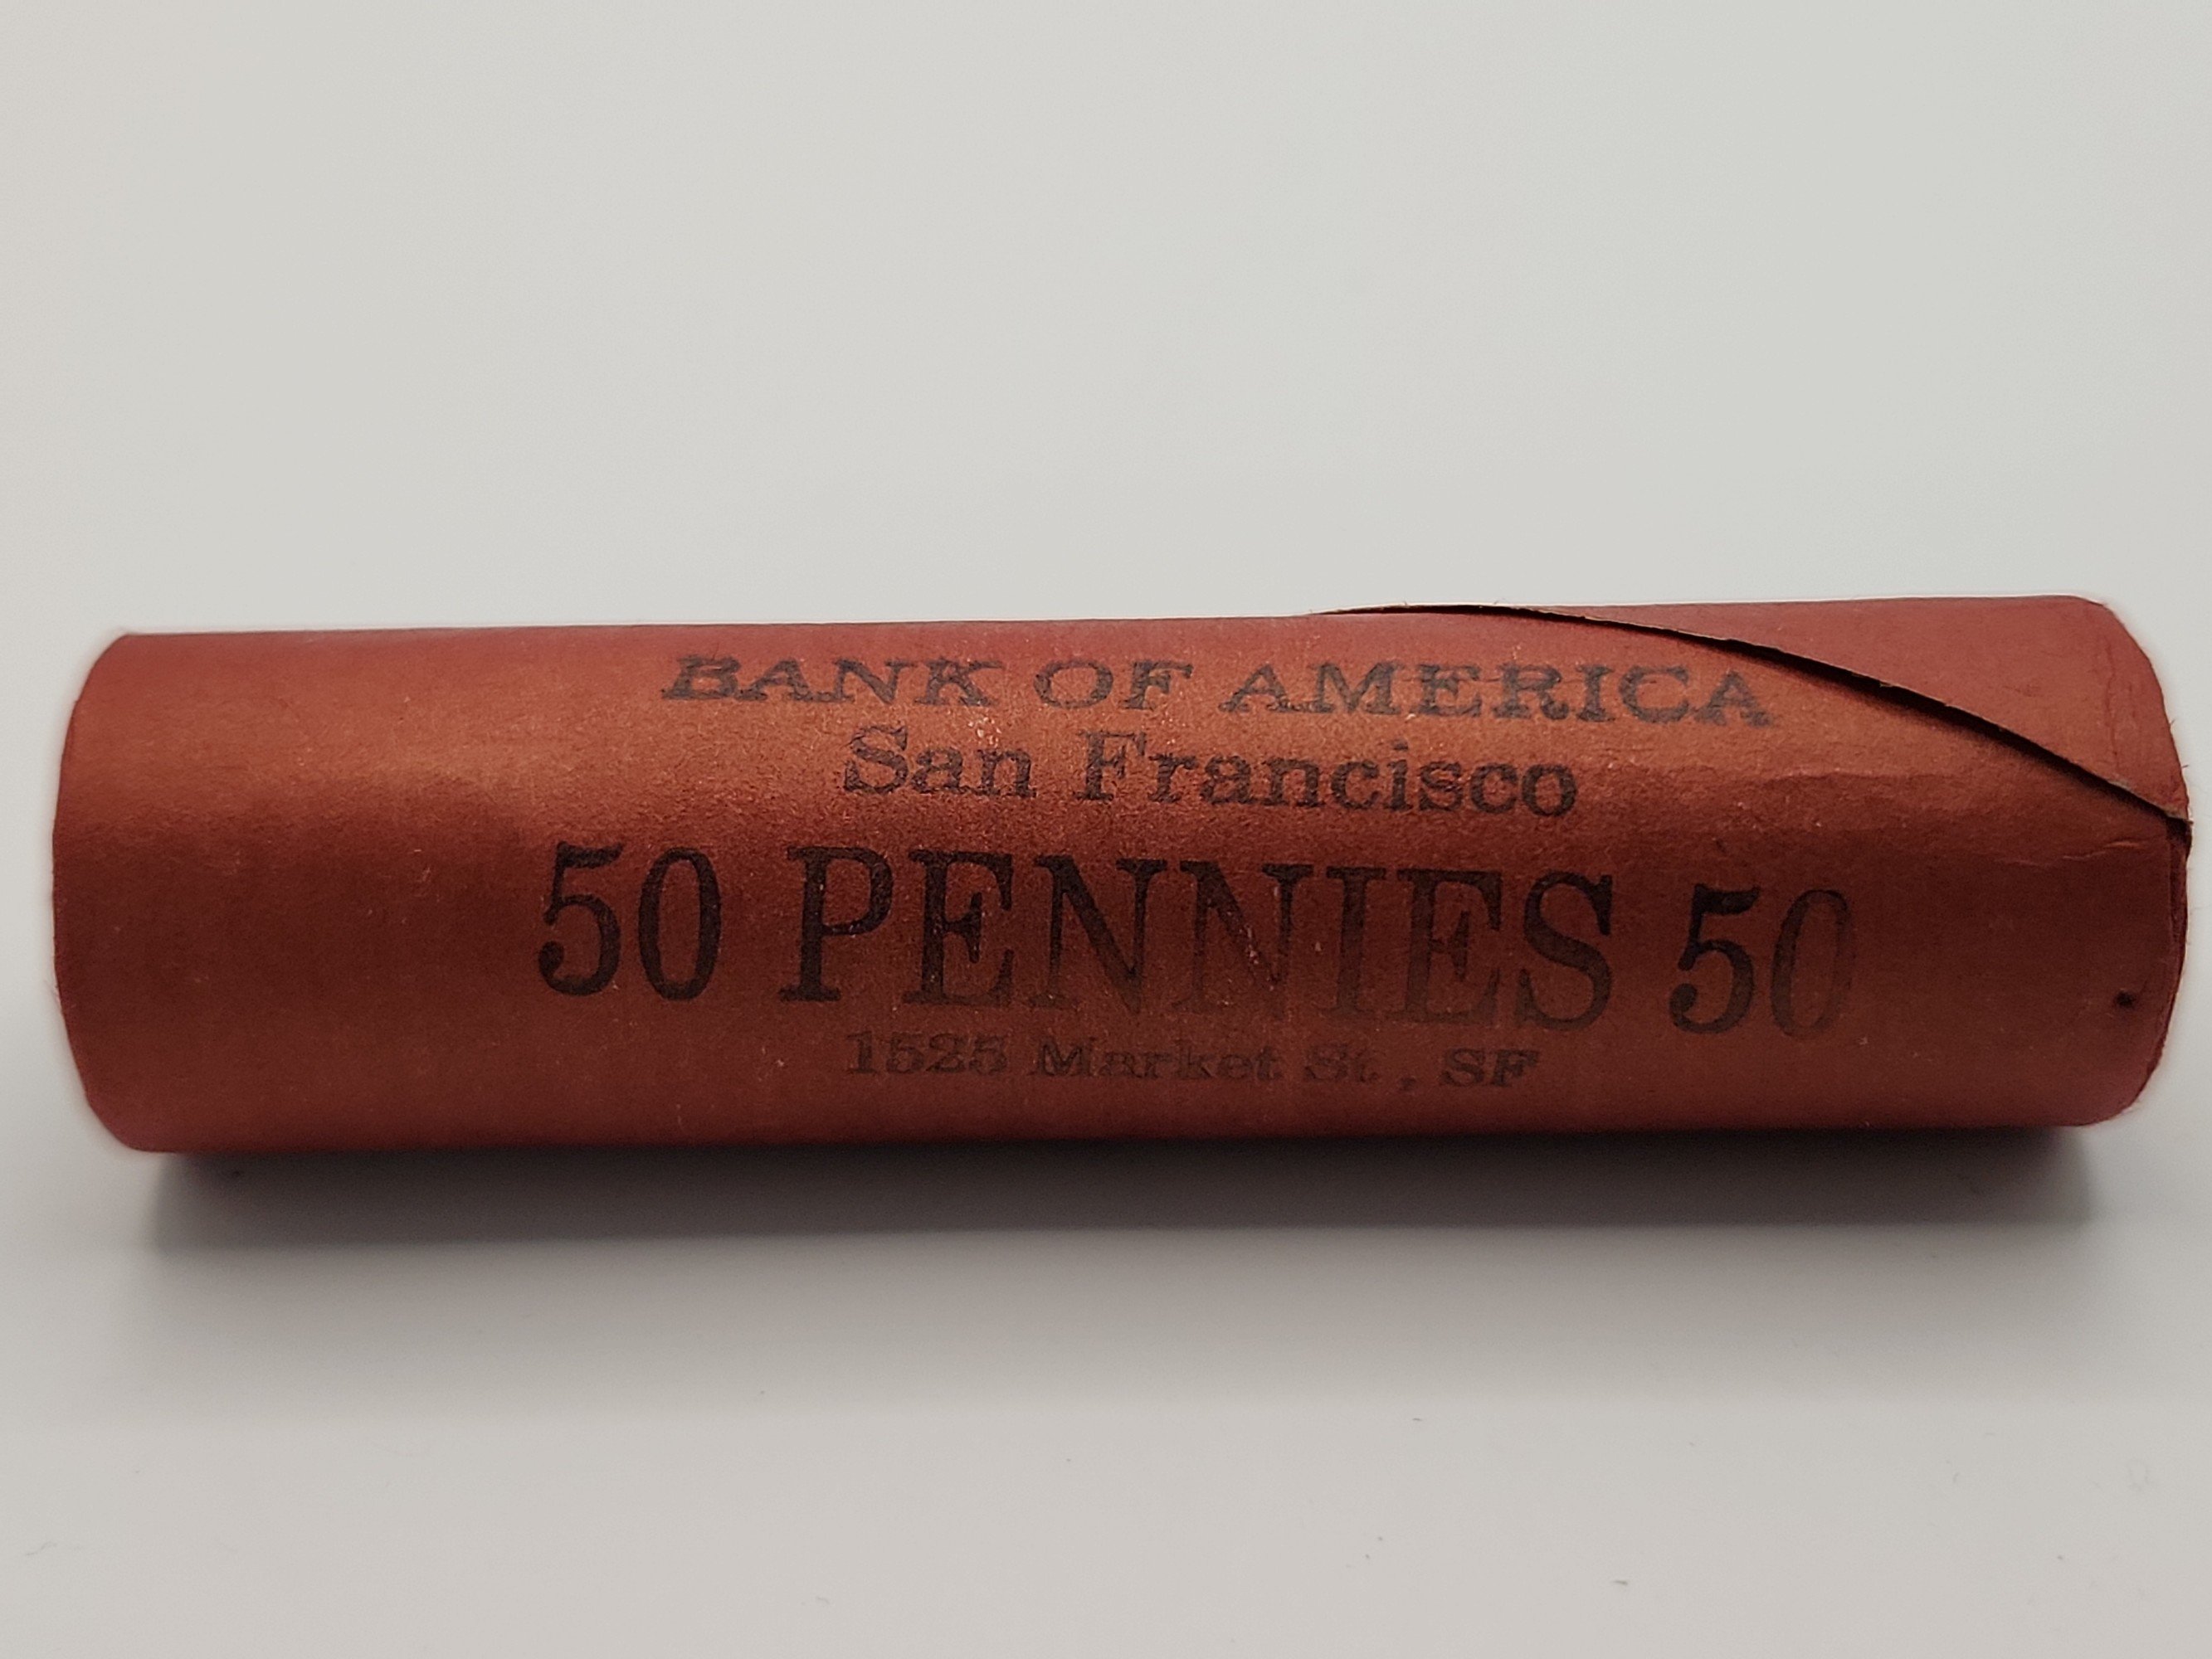 BANK OF AMERICA
San Francisco
50 PENNIES 50
1525 Market St, SF